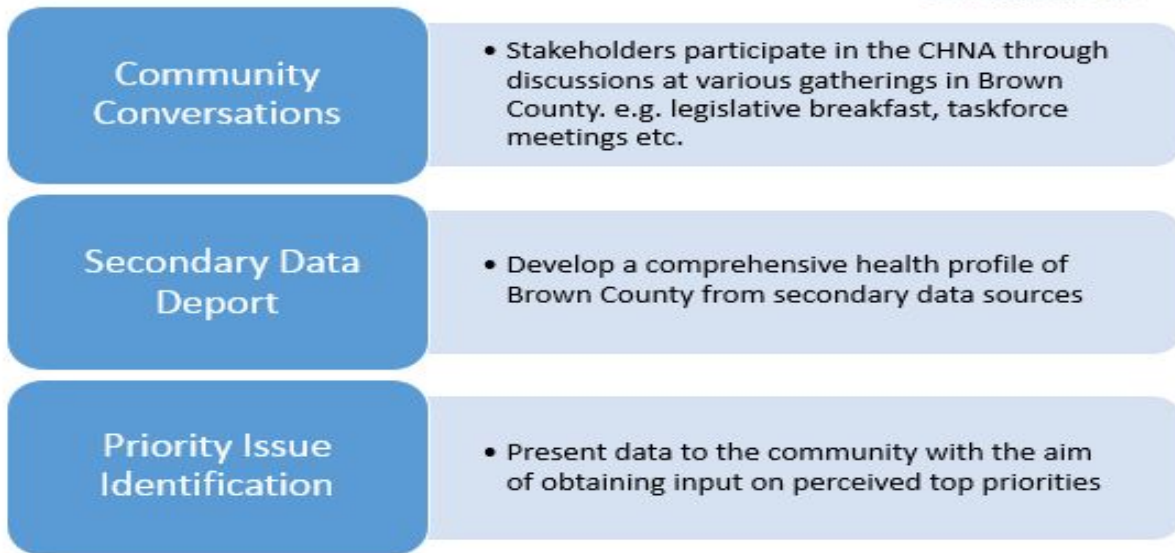 Community
Conversations
• Stakeholders participate in the CHNA through
discussions at various gatherings in Brown
County. e.g. legislative breakfast, taskforce
meetings etc.
Secondary Data
Deport
• Develop a comprehensive health profile of
Brown County from secondary data sources
Priority Issue
Identification
• Present data to the community with the aim
of obtaining input on perceived top priorities